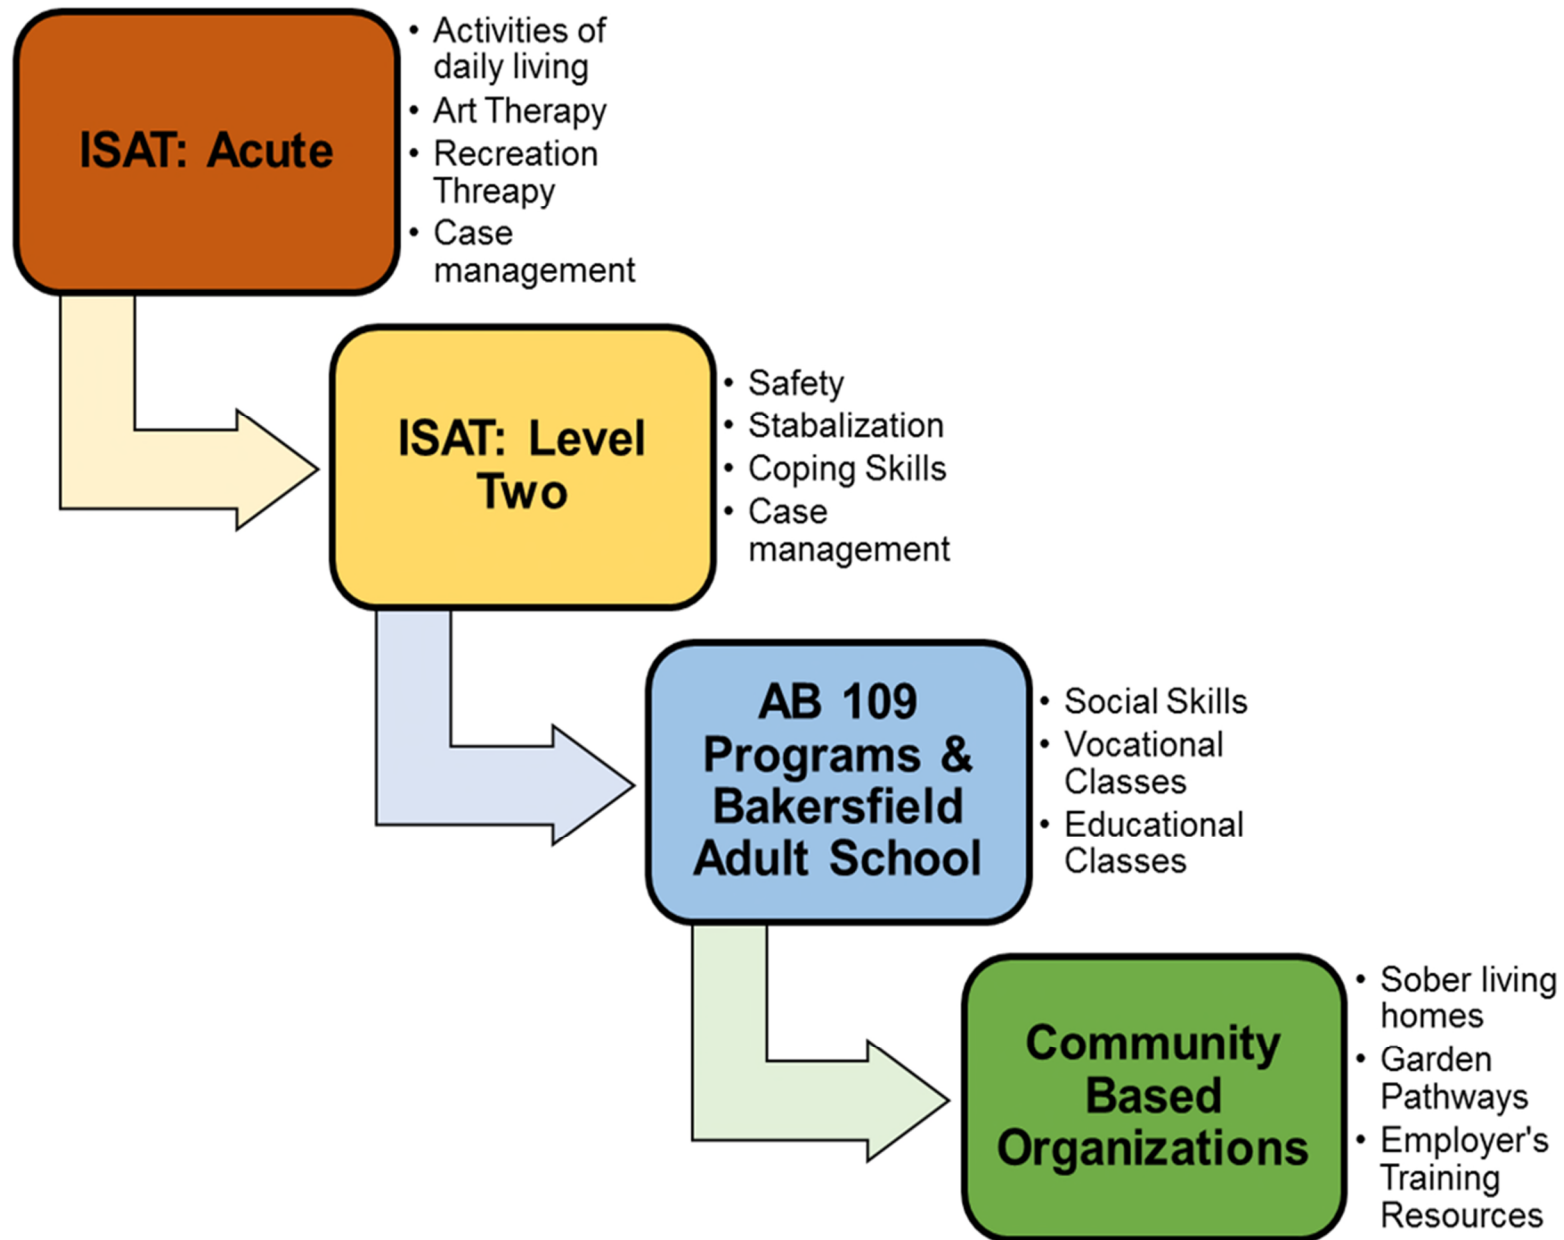 ISAT: Acute
• Activities of
daily living
• Art Therapy
• Recreation
Threapy
• Case
management
ISAT: Level
Two
• Safety
• Stabalization
• Coping Skills
• Case
management
AB 109
Programs &
Bakersfield
Adult School
• Social Skills
• Vocational
Classes
• Educational
Classes
Community
Based
Organizations
• Sober living
homes
• Garden
Pathways
• Employer's
Training
Resources